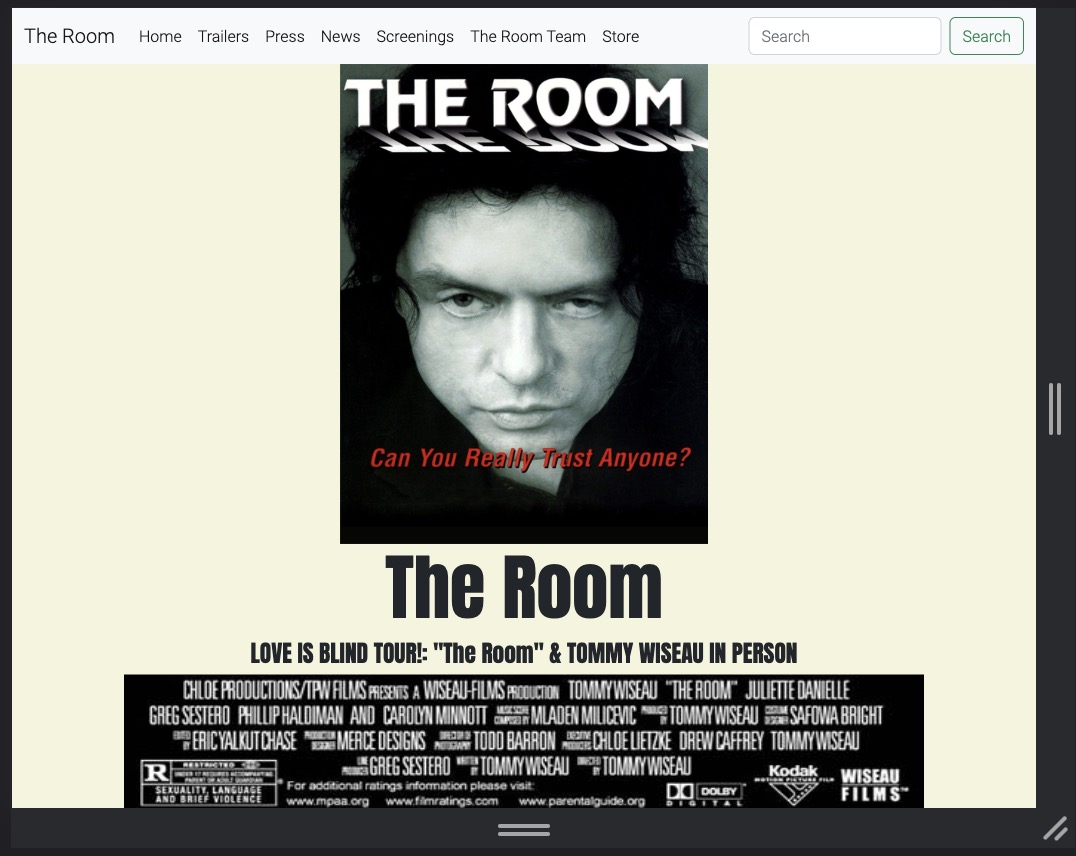 The Room Home Trailers Press News Screenings The Room Team Store Search Search
THE ROOM
THE ROOM
Can You Really Trust Anyone?
The Room
LOVE IS BLIND TOUR!: "The Room" & TOMMY WISEAU IN PERSON
CHLOE PRODUCTIONS/TPW FILMS PRESENTS A WISEAU-FILMS PRODUCTION TOMMY WISEAU "THE ROOM" JULIETTE DANIELLE
GREG SESTERO PHILLIP HALDIMAN AND CAROLYN MINNOTT MUSIC SCORE COMPOSED BY MLADEN MILICEVIC PRODUCED BY TOMMY WISEAU COSTUME DESIGNER SAFOWA BRIGHT
EDITED BY ERIC YALKUT CHASE PRODUCTION DESIGNER MERCE DESIGNS DIRECTOR OF PHOTOGRAPHY TODD BARRON EXECUTIVE PRODUCERS CHLOE LIETZKE DREW CAFFREY TOMMY WISEAU
LINE PRODUCER GREG SESTERO WRITTEN BY TOMMY WISEAU DIRECTED BY TOMMY WISEAU
R RESTRICTED
UNDER 17 REQUIRES ACCOMPANYING
PARENT OR ADULT GUARDIAN
SEXUALITY, LANGUAGE
AND BRIEF VIOLENCE
For additional ratings information please visit:
www.mpaa.org www.filmratings.com www.parentalguide.org
DOLBY
DIGITAL
Kodak
MOTION PICTURE FILM
WISEAU
FILMS™